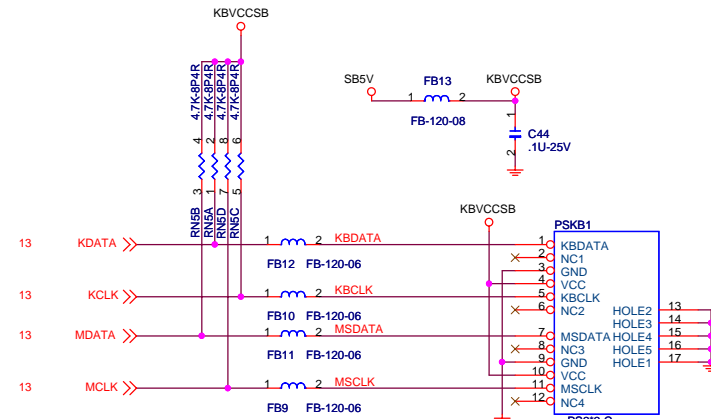 KBVCCSB
4.7K-8P4R
4.7K-8P4R
4.7K-8P4R
4.7K-8P4R
4 2 8 6
3 1 7 5
RN5B
RN5A
RN5D
RN5C
SB5V FB13 KBVCCSB
1 2
FB-120-08
1
C44
.1U-25V
2
KBVCCSB
PSKB1
13 KDATA 1 2 KBDATA 1 KBDATA
FB12 FB-120-06 2 NC1
3 GND
4 VCC
13 KCLK 1 2 KBCLK 5 KBCLK
FB10 FB-120-06 6 NC2 HOLE2 13
HOLE3 14
13 MDATA 1 2 MSDATA 7 MSDATA HOLE4 15
FB11 FB-120-06 8 NC3 HOLE5 16
9 GND HOLE1 17
10 VCC
13 MCLK 1 2 MSCLK 11 MSCLK
FB9 FB-120-06 12 NC4